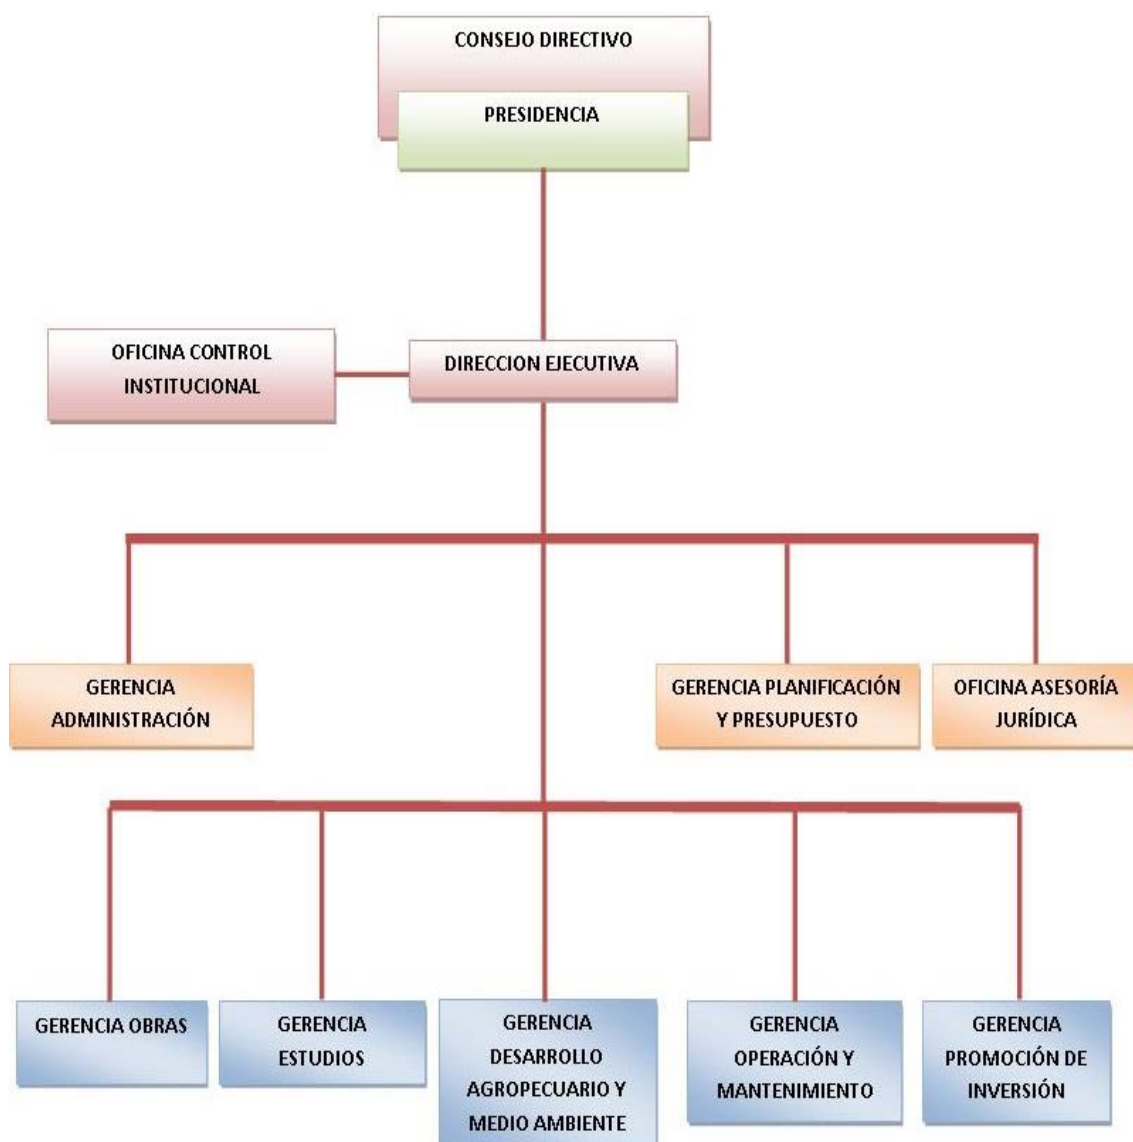 CONSEJO DIRECTIVO
PRESIDENCIA
OFICINA CONTROL
INSTITUCIONAL
DIRECCION EJECUTIVA
GERENCIA
ADMINISTRACIÓN
GERENCIA PLANIFICACIÓN
Y PRESUPUESTO
OFICINA ASESORÍA
JURÍDICA
GERENCIA OBRAS
GERENCIA
ESTUDIOS
GERENCIA
DESARROLLO
AGROPECUARIO Y
MEDIO AMBIENTE
GERENCIA
OPERACIÓN Y
MANTENIMIENTO
GERENCIA
PROMOCIÓN DE
INVERSIÓN